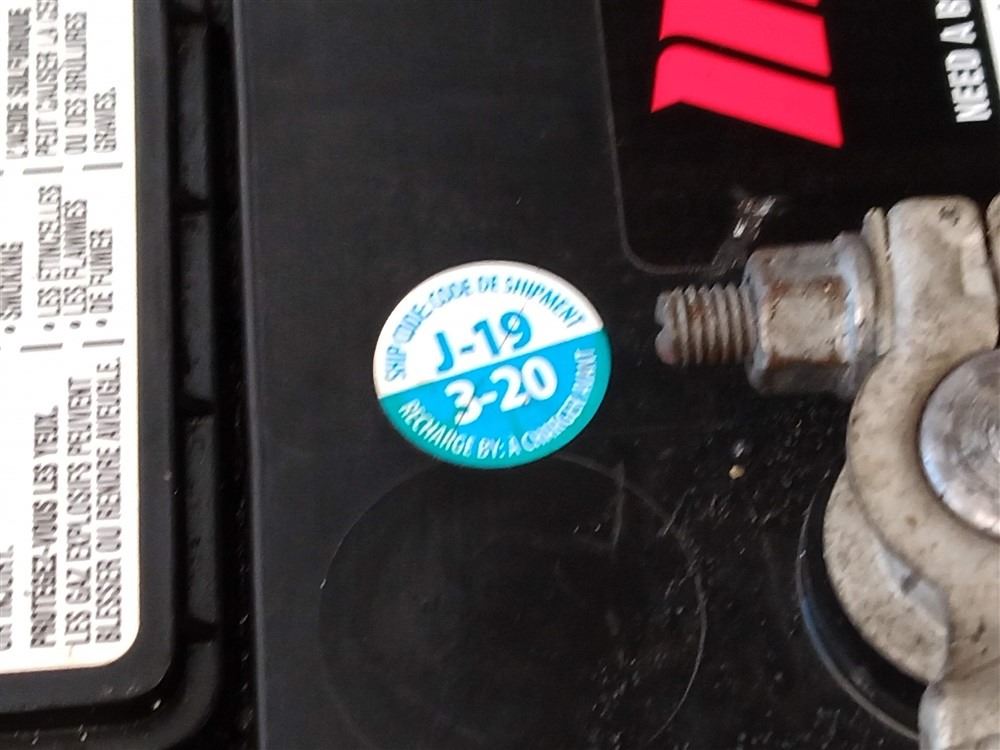 L'ACIDE SULFURIQUE
PEUT CAUSER LA
OU DES BRÛLURES
GRAVES.
• SMOKING
• LES ÉTINCELLES
• LES FLAMMES
• DE FUMER
PROTÉGEZ-VOUS LES YEUX.
LES GAZ EXPLOSIFS PEUVENT
BLESSER OU RENDRE AVEUGLE.
SHIP CODE: CODE DE SHIPMENT
J-19
3-20
RECHARGE BY: A CHARGER AVANT
NEED A